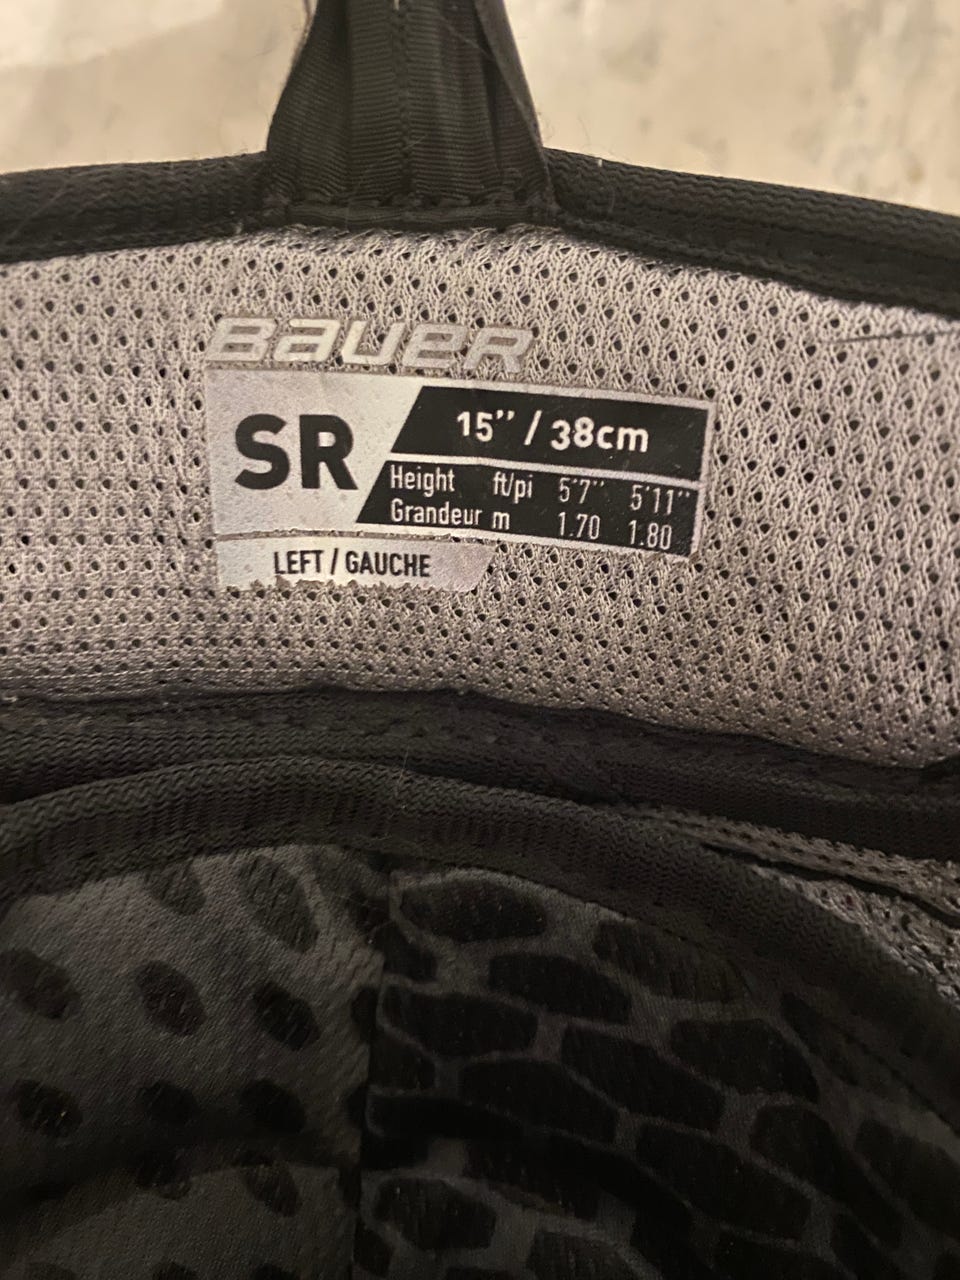 BAUER
SR
15" / 38cm
Height ft/pi 5'7" 5'11"
Grandeur m 1.70 1.80
LEFT / GAUCHE